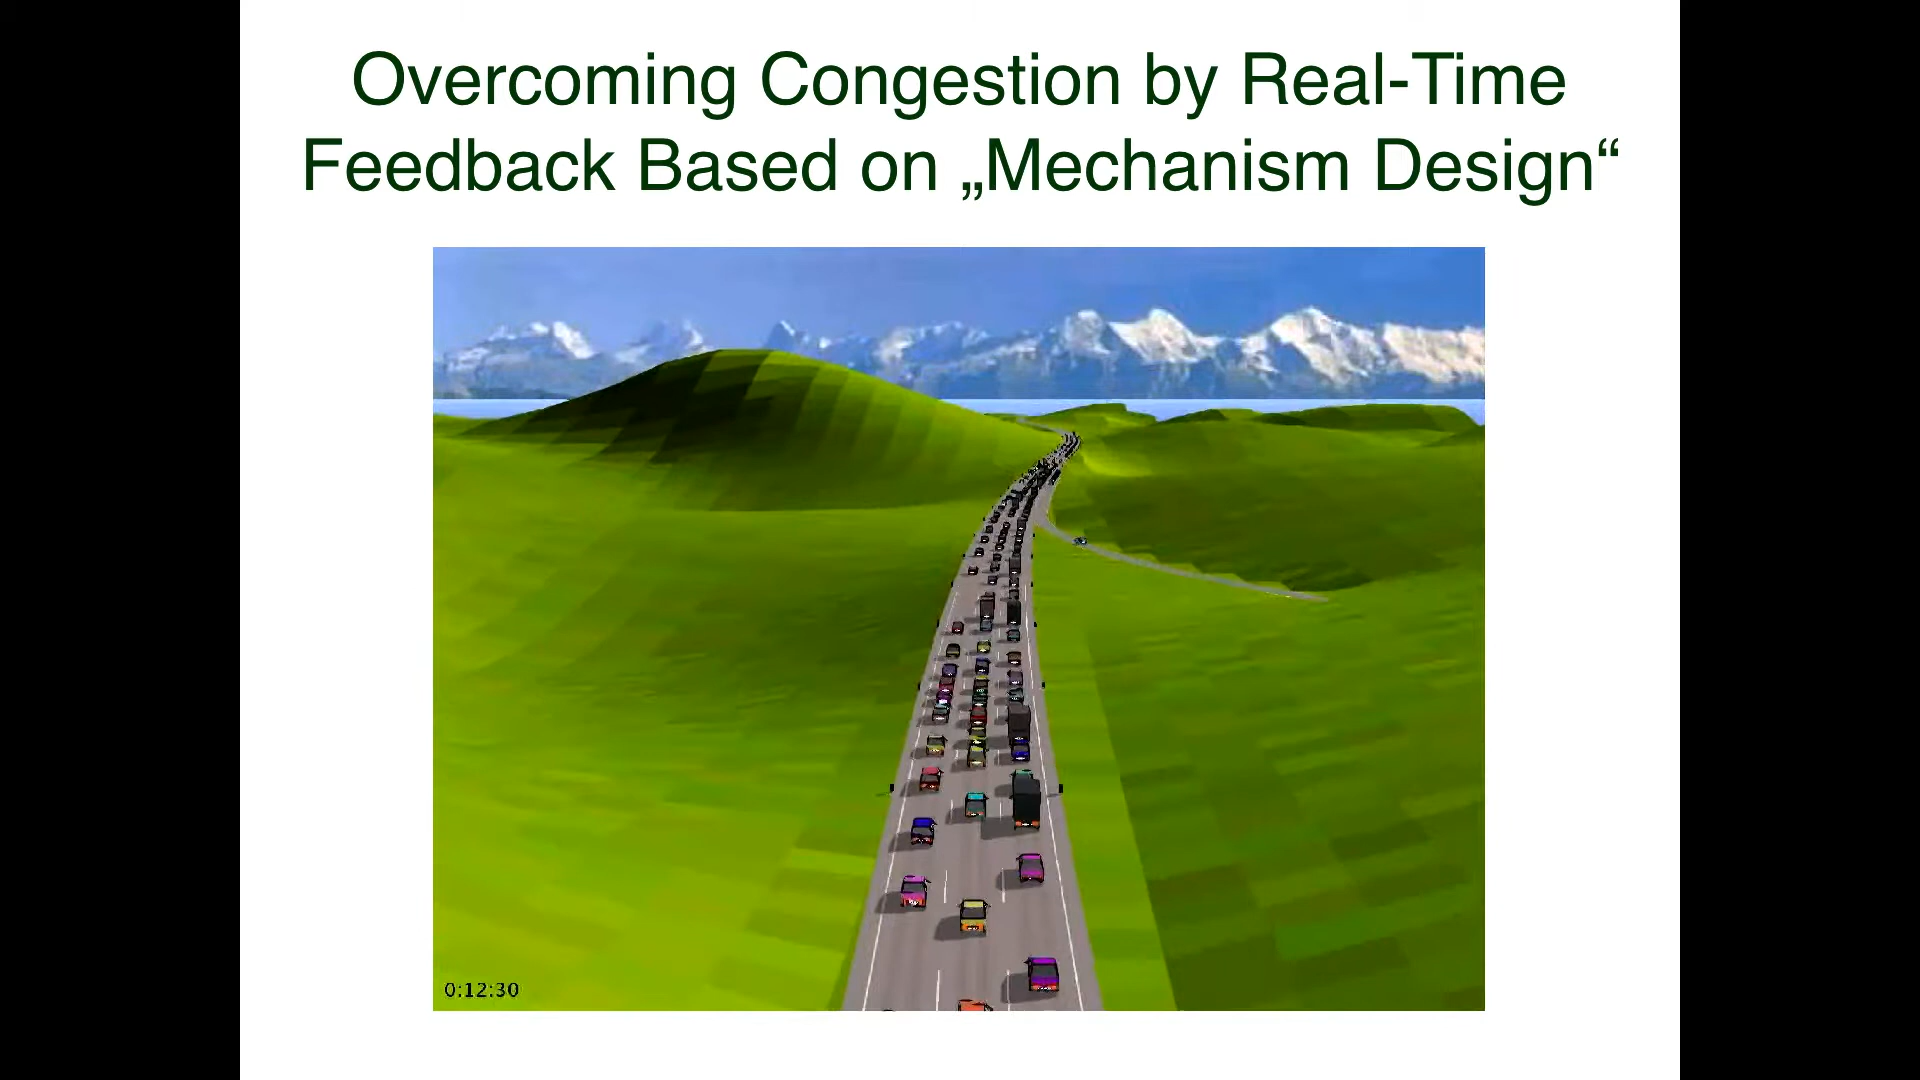 Overcoming Congestion by Real-Time
Feedback Based on „Mechanism Design“
0:12:30